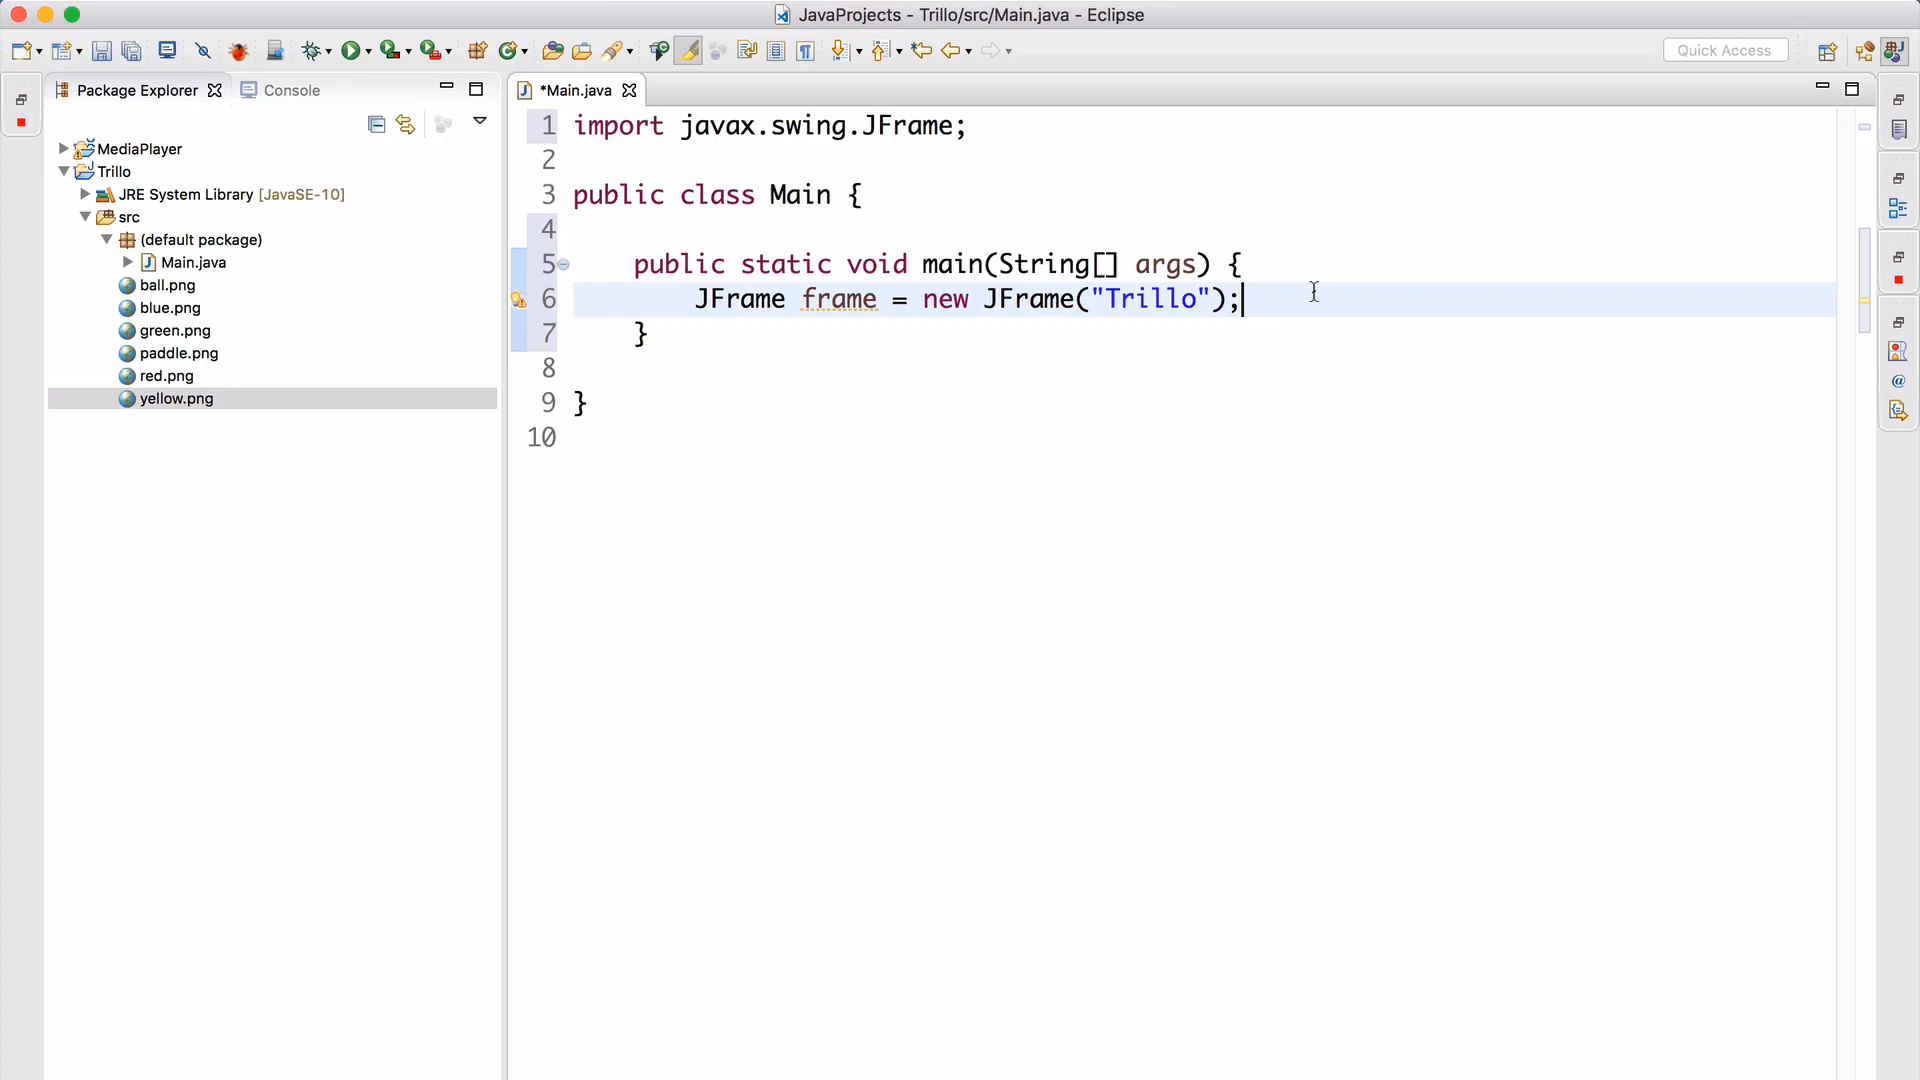 JavaProjects - Trillo/src/Main.java - Eclipse
Quick Access
Package Explorer
Console
*Main.java
MediaPlayer
Trillo
JRE System Library [JavaSE-10]
src
(default package)
Main.java
ball.png
blue.png
green.png
paddle.png
red.png
yellow.png
1 import javax.swing.JFrame;
2
3 public class Main {
4
5 public static void main(String[] args) {
6 JFrame frame = new JFrame("Trillo");
7 }
8
9 }
10